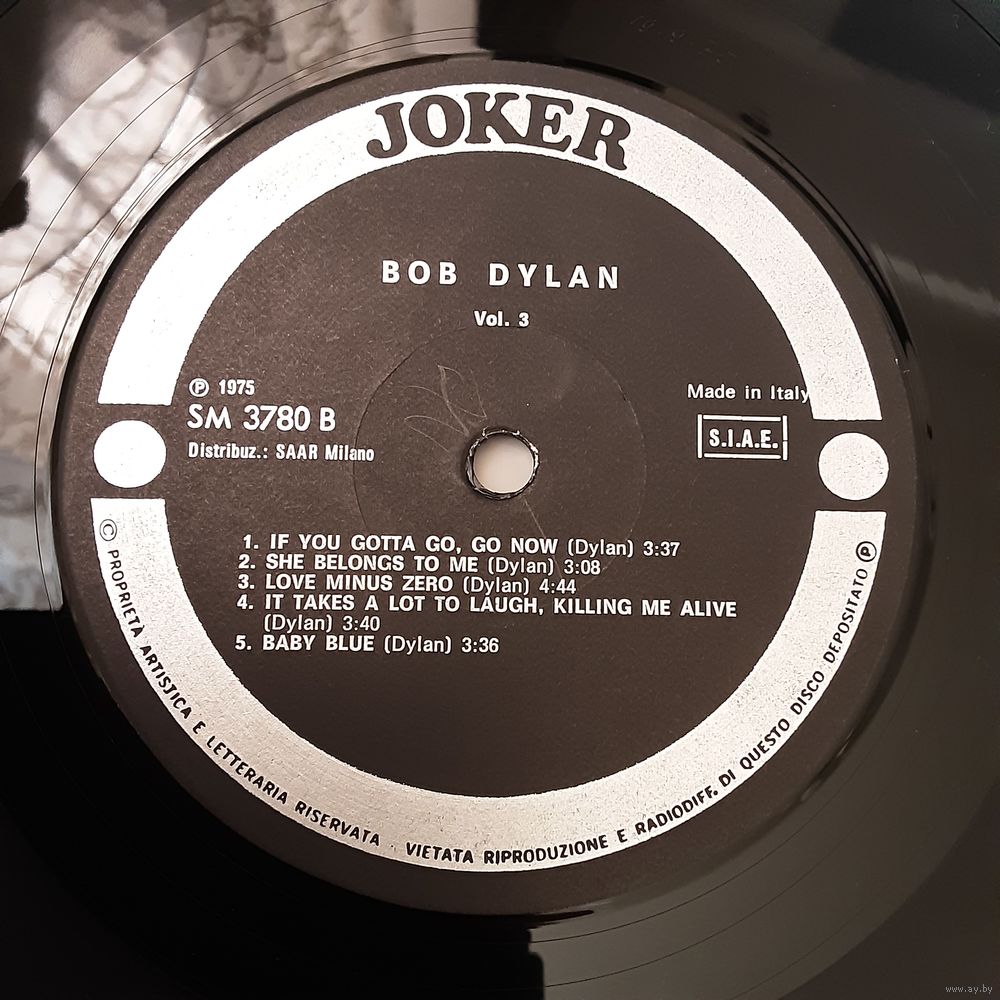 JOKER
BOB DYLAN
Vol. 3
℗ 1975
SM 3780 B
Distribuz.: SAAR Milano
Made in Italy
S.I.A.E.
1. IF YOU GOTTA GO, GO NOW (Dylan) 3:37
2. SHE BELONGS TO ME (Dylan) 3:08
3. LOVE MINUS ZERO (Dylan) 4:44
4. IT TAKES A LOT TO LAUGH, KILLING ME ALIVE
(Dylan) 3:40
5. BABY BLUE (Dylan) 3:36
© PROPRIETÀ ARTISTICA E LETTERARIA RISERVATA · VIETATA RIPRODUZIONE E RADIODIFF. DI QUESTO DISCO DEPOSITATO ℗
www.ay.by